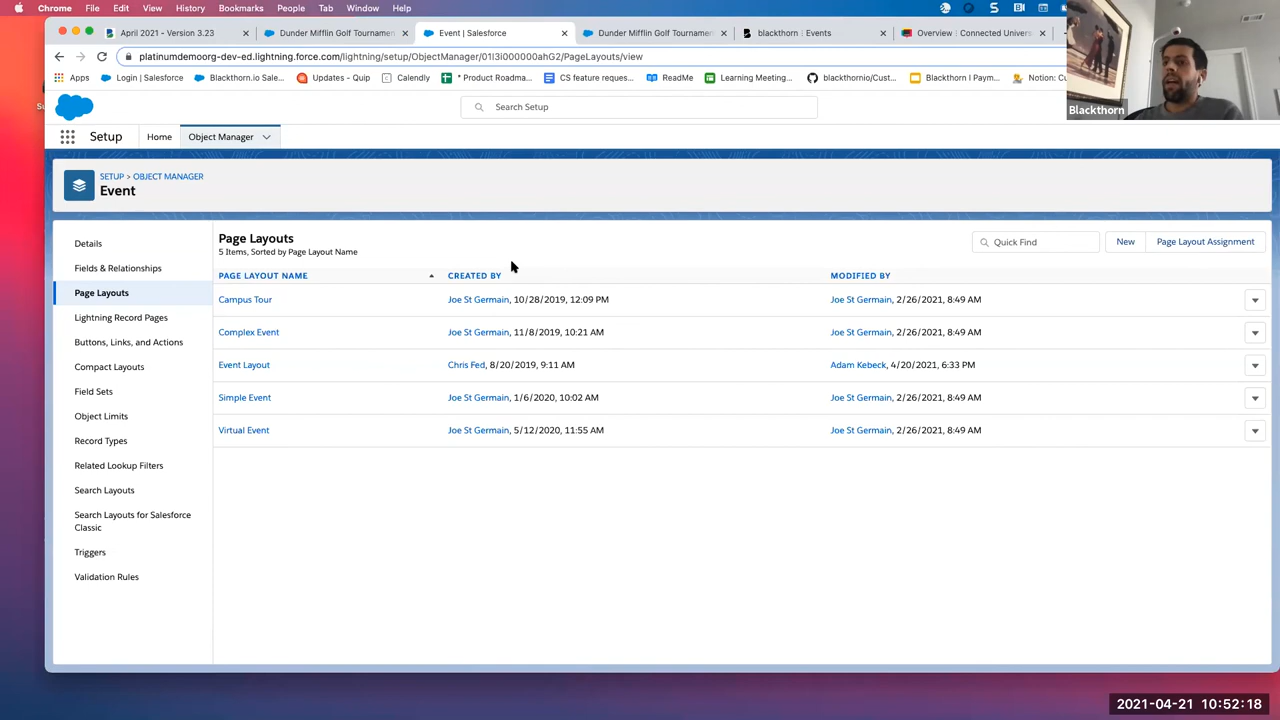 Chrome File Edit View History Bookmarks People Tab Window Help
April 2021 - Version 3.23
Dunder Mifflin Golf Tournamen
Event | Salesforce
Dunder Mifflin Golf Tournamen
blackthorn : Events
Overview : Connected Univers
platinumdemoorg-dev-ed.lightning.force.com/lightning/setup/ObjectManager/01I3i000000ahG2/PageLayouts/view
Apps Login | Salesforce Blackthorn.io Sale... Updates - Quip Calendly * Product Roadma... CS feature reques... ReadMe Learning Meeting... blackthornio/Cust... Blackthorn I Paym... Notion: Cu
Blackthorn
Search Setup
Setup Home Object Manager
SETUP > OBJECT MANAGER
Event
Details
Fields & Relationships
Page Layouts
Lightning Record Pages
Buttons, Links, and Actions
Compact Layouts
Field Sets
Object Limits
Record Types
Related Lookup Filters
Search Layouts
Search Layouts for Salesforce
Classic
Triggers
Validation Rules
Page Layouts
5 Items, Sorted by Page Layout Name
Quick Find
New
Page Layout Assignment
PAGE LAYOUT NAME CREATED BY MODIFIED BY
Campus Tour Joe St Germain, 10/28/2019, 12:09 PM Joe St Germain, 2/26/2021, 8:49 AM
Complex Event Joe St Germain, 11/8/2019, 10:21 AM Joe St Germain, 2/26/2021, 8:49 AM
Event Layout Chris Fed, 8/20/2019, 9:11 AM Adam Kebeck, 4/20/2021, 6:33 PM
Simple Event Joe St Germain, 1/6/2020, 10:02 AM Joe St Germain, 2/26/2021, 8:49 AM
Virtual Event Joe St Germain, 5/12/2020, 11:55 AM Joe St Germain, 2/26/2021, 8:49 AM
2021-04-21 10:52:18